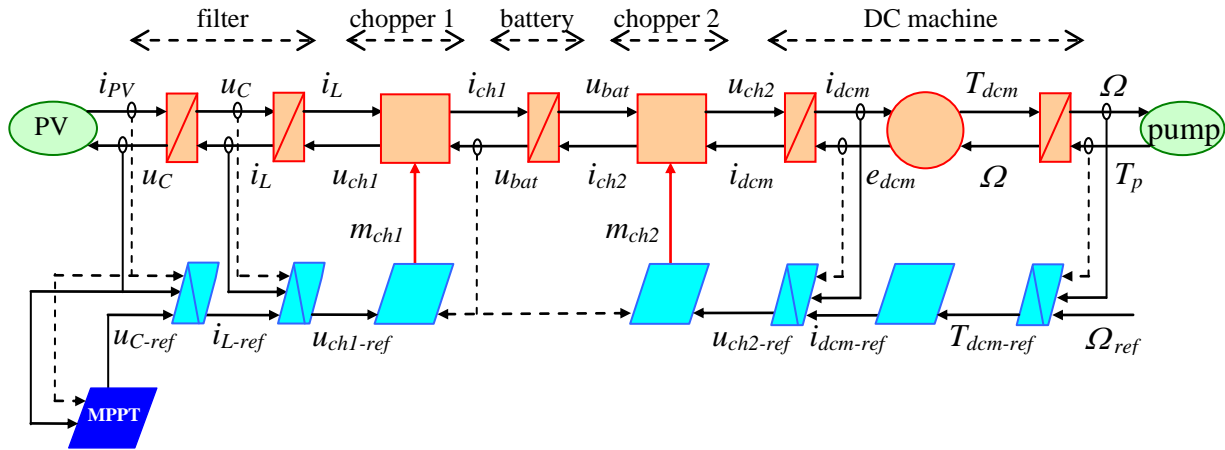 filter chopper 1 battery chopper 2 DC machine
i_PV u_C i_L i_ch1 u_bat u_ch2 i_dcm T_dcm Ω
PV pump
u_C i_L u_ch1 u_bat i_ch2 i_dcm e_dcm Ω T_p
m_ch1 m_ch2
u_C-ref i_L-ref u_ch1-ref u_ch2-ref i_dcm-ref T_dcm-ref Ω_ref
MPPT